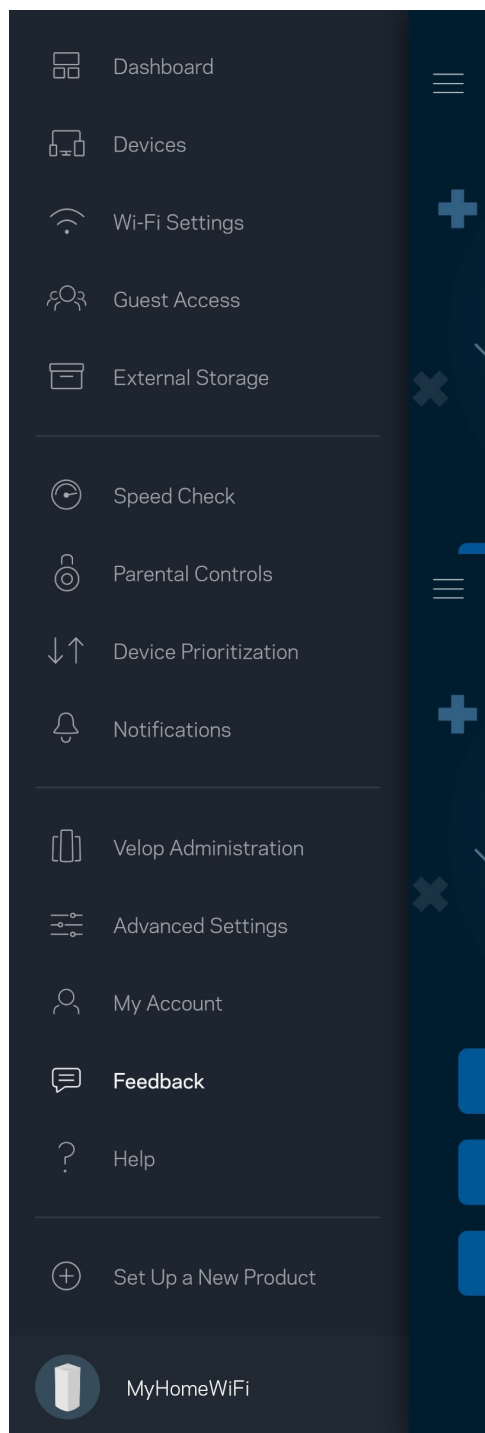 Dashboard
Devices
Wi-Fi Settings
Guest Access
External Storage
Speed Check
Parental Controls
Device Prioritization
Notifications
Velop Administration
Advanced Settings
My Account
Feedback
Help
Set Up a New Product
MyHomeWiFi